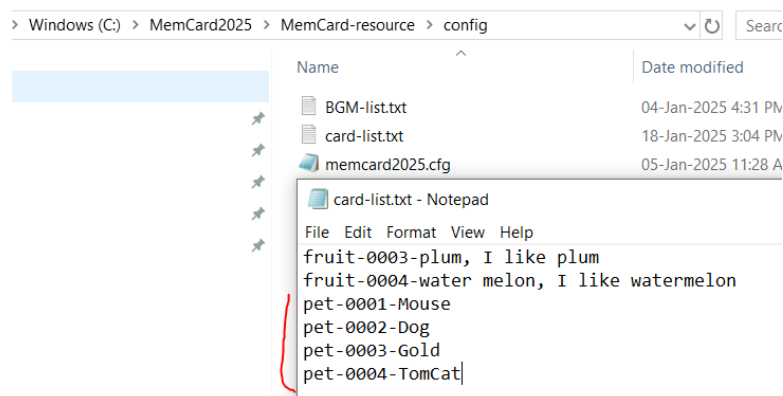 Windows (C:) > MemCard2025 > MemCard-resource > config
Name Date modified
BGM-list.txt 04-Jan-2025 4:31 PM
card-list.txt 18-Jan-2025 3:04 PM
memcard2025.cfg 05-Jan-2025 11:28
card-list.txt - Notepad
File Edit Format View Help
fruit-0003-plum, I like plum
fruit-0004-water melon, I like watermelon
pet-0001-Mouse
pet-0002-Dog
pet-0003-Gold
pet-0004-TomCat